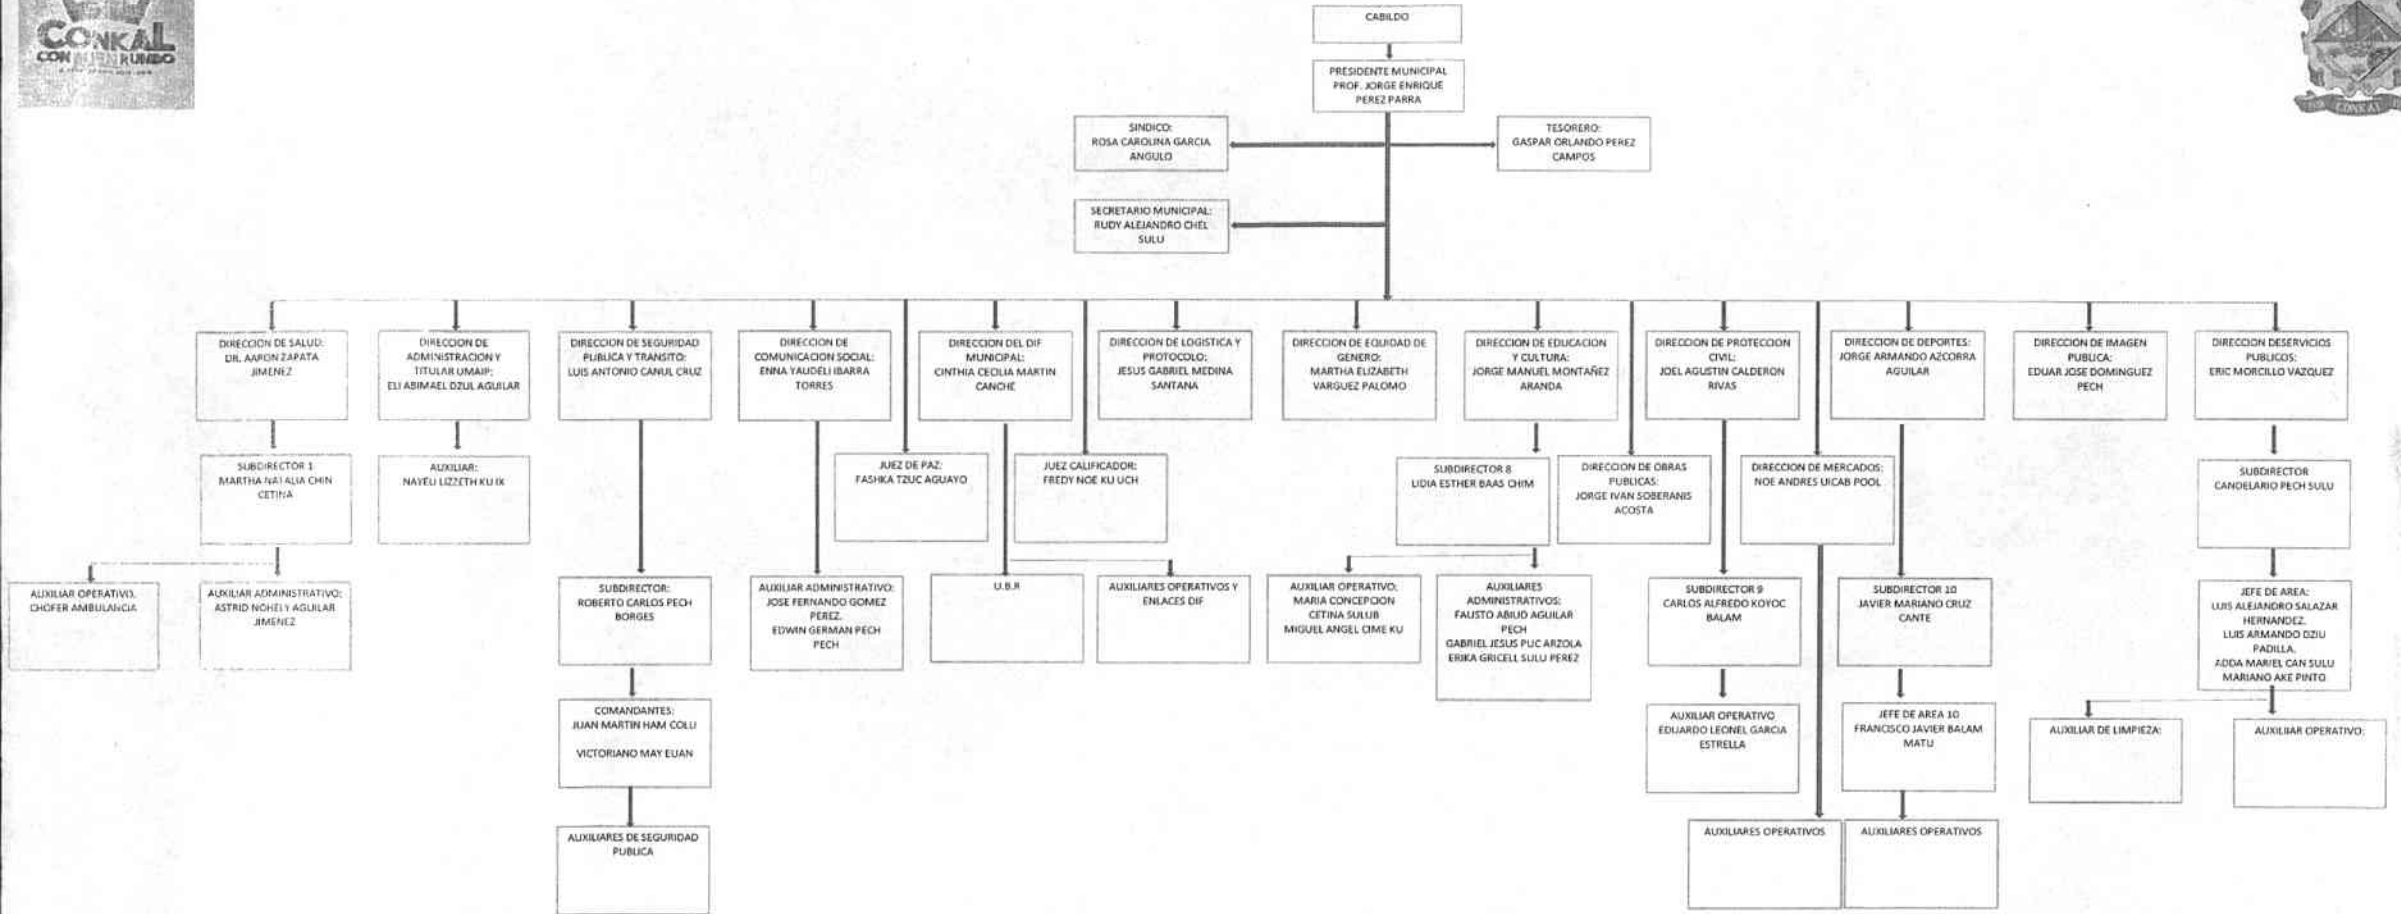 CONKAL
CON BUEN RUMBO
CABILDO
PRESIDENTE MUNICIPAL
PROF. JORGE ENRIQUE
PEREZ PARRA
CONKAL
SINDICO:
ROSA CAROLINA GARCIA
ANGULO
TESORERO:
GASPAR ORLANDO PEREZ
CAMPOS
SECRETARIO MUNICIPAL:
RUDY ALEJANDRO CHEL
SULU
DIRECCION DE SALUD:
DR. AARON ZAPATA
JIMENEZ
DIRECCION DE
ADMINISTRACION Y
TITULAR UMAIP:
ELI ABIMAEL DZUL AGUILAR
DIRECCION DE SEGURIDAD
PUBLICA Y TRANSITO:
LUIS ANTONIO CANUL CRUZ
DIRECCION DE
COMUNICACION SOCIAL:
ENNA YAUDELI IBARRA
TORRES
DIRECCION DEL DIF
MUNICIPAL:
CINTHIA CECILIA MARTIN
CANCHE
DIRECCION DE LOGISTICA Y
PROTOCOLO:
JESUS GABRIEL MEDINA
SANTANA
DIRECCION DE EQUIDAD DE
GENERO:
MARTHA ELIZABETH
VARGUEZ PALOMO
DIRECCION DE EDUCACION
Y CULTURA:
JORGE MANUEL MONTAÑEZ
ARANDA
DIRECCION DE PROTECCION
CIVIL:
JOEL AGUSTIN CALDERON
RIVAS
DIRECCION DE DEPORTES:
JORGE ARMANDO AZCORRA
AGUILAR
DIRECCION DE IMAGEN
PUBLICA:
EDUAR JOSE DOMINGUEZ
PECH
DIRECCION DESERVICIOS
PUBLICOS:
ERIC MORCILLO VAZQUEZ
SUBDIRECTOR 1
MARTHA NATALIA CHIN
CETINA
AUXILIAR:
NAYELI LIZZETH KU IX
JUEZ DE PAZ:
FASHKA TZUC AGUAYO
JUEZ CALIFICADOR:
FREDY NOE KU UCH
SUBDIRECTOR 8
LIDIA ESTHER BAAS CHIM
DIRECCION DE OBRAS
PUBLICAS:
JORGE IVAN SOBERANIS
ACOSTA
DIRECCION DE MERCADOS:
NOE ANDRES UICAB POOL
SUBDIRECTOR
CANDELARIO PECH SULU
AUXILIAR OPERATIVO.
CHOFER AMBULANCIA
AUXILIAR ADMINISTRATIVO:
ASTRID NOHELY AGUILAR
JIMENEZ
SUBDIRECTOR:
ROBERTO CARLOS PECH
BORGES
AUXILIAR ADMINISTRATIVO:
JOSE FERNANDO GOMEZ
PEREZ.
EDWIN GERMAN PECH
PECH
U.B.R
AUXILIARES OPERATIVOS Y
ENLACES DIF
AUXILIAR OPERATIVO:
MARIA CONCEPCION
CETINA SULUB
MIGUEL ANGEL CIME KU
AUXILIARES
ADMINISTRATIVOS:
FAUSTO ABIUD AGUILAR
PECH
GABRIEL JESUS PUC ARZOLA
ERIKA GRICELL SULU PEREZ
SUBDIRECTOR 9
CARLOS ALFREDO KOYOC
BALAM
SUBDIRECTOR 10
JAVIER MARIANO CRUZ
CANTE
JEFE DE AREA:
LUIS ALEJANDRO SALAZAR
HERNANDEZ.
LUIS ARMANDO DZIU
PADILLA.
ADDA MARIEL CAN SULU
MARIANO AKE PINTO
COMANDANTES:
JUAN MARTIN HAM COLLI
VICTORIANO MAY EUAN
AUXILIAR OPERATIVO
EDUARDO LEONEL GARCIA
ESTRELLA
JEFE DE AREA 10
FRANCISCO JAVIER BALAM
MATU
AUXILIAR DE LIMPIEZA:
AUXILIIAR OPERATIVO:
AUXILIARES DE SEGURIDAD
PUBLICA
AUXILIARES OPERATIVOS
AUXILIARES OPERATIVOS